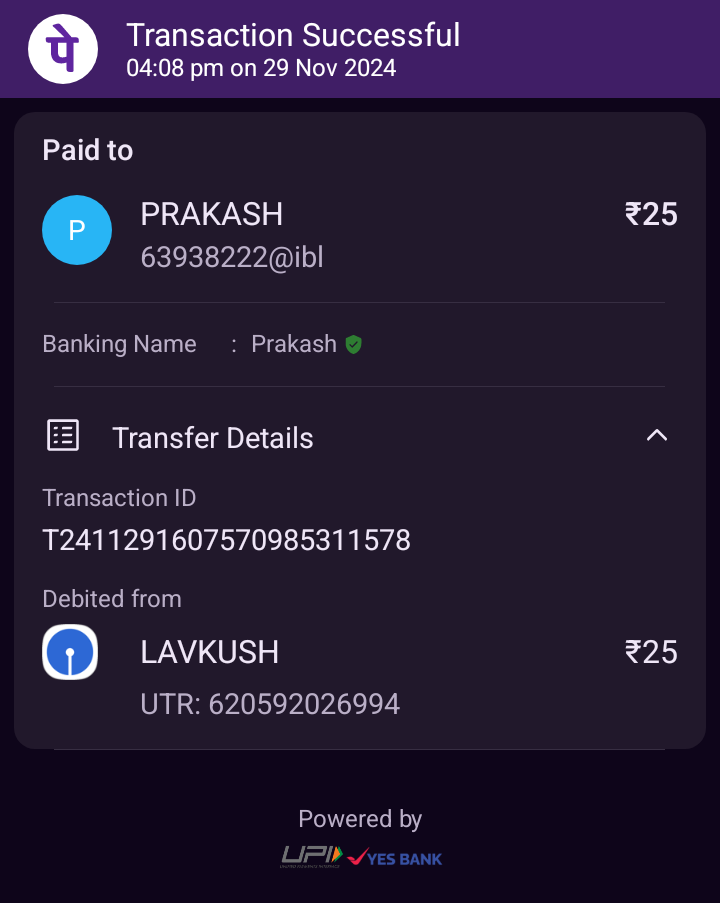 पे
Transaction Successful
04:08 pm on 29 Nov 2024
Paid to
P
PRAKASH
₹25
63938222@ibl
Banking Name : Prakash
Transfer Details
Transaction ID
T2411291607570985311578
Debited from
LAVKUSH
₹25
UTR: 620592026994
Powered by
UPI
YES BANK